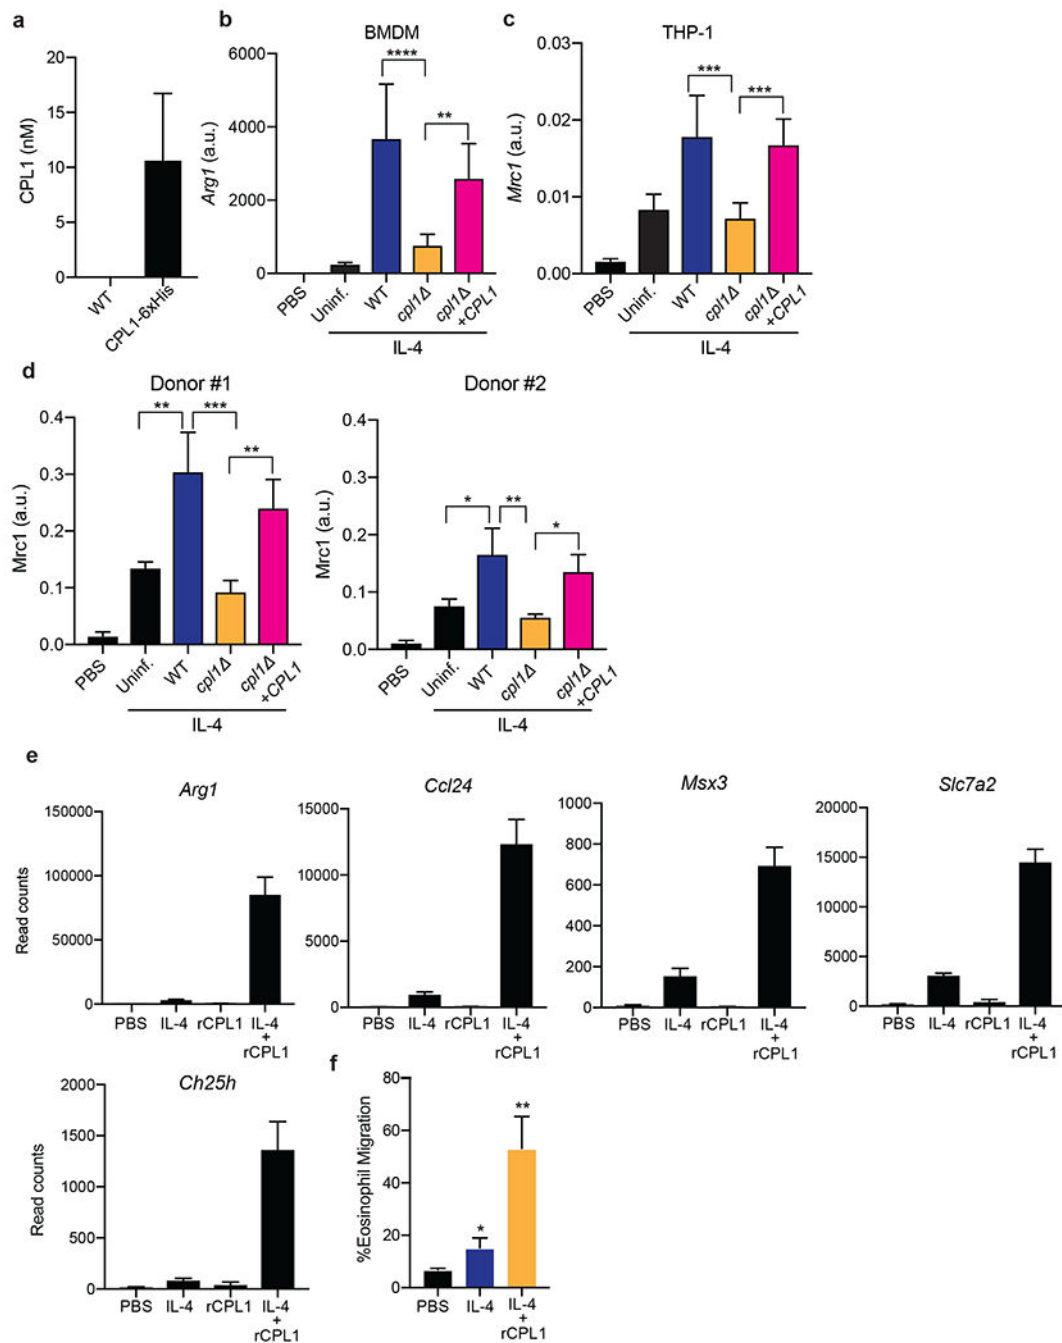 a
CPL1 (nM)
20
15
10
5
0
WT
CPL1-6xHis
b
BMDM
Arg1 (a.u.)
6000
4000
2000
0
****
**
PBS
Uninf.
WT
cpl1Δ
cpl1Δ
+CPL1
IL-4
c
THP-1
Mrc1 (a.u.)
0.03
0.02
0.01
0.00
***
***
PBS
Uninf.
WT
cpl1Δ
cpl1Δ
+CPL1
IL-4
d
Donor #1
Mrc1 (a.u.)
0.4
0.3
0.2
0.1
0.0
**
***
**
PBS
Uninf.
WT
cpl1Δ
cpl1Δ
+CPL1
IL-4
Donor #2
Mrc1 (a.u.)
0.4
0.3
0.2
0.1
0.0
*
**
*
PBS
Uninf.
WT
cpl1Δ
cpl1Δ
+CPL1
IL-4
e
Arg1
Read counts
150000
100000
50000
0
PBS
IL-4
rCPL1
IL-4
+
rCPL1
Ccl24
15000
10000
5000
0
PBS
IL-4
rCPL1
IL-4
+
rCPL1
Msx3
1000
800
600
400
200
0
PBS
IL-4
rCPL1
IL-4
+
rCPL1
Slc7a2
20000
15000
10000
5000
0
PBS
IL-4
rCPL1
IL-4
+
rCPL1
Ch25h
Read counts
2000
1500
1000
500
0
PBS
IL-4
rCPL1
IL-4
+
rCPL1
f
%Eosinophil Migration
80
60
40
20
0
*
**
PBS
IL-4
IL-4
+
rCPL1